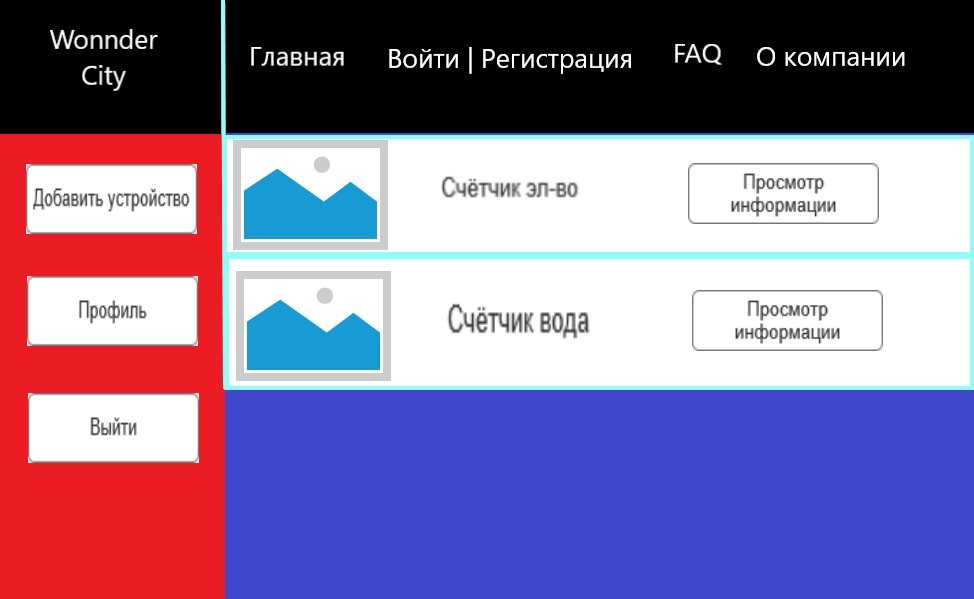 Wonnder
City
Главная
Войти | Регистрация
FAQ
О компании
Добавить устройство
Профиль
Выйти
Счётчик эл-во
Просмотр
информации
Счётчик вода
Просмотр
информации